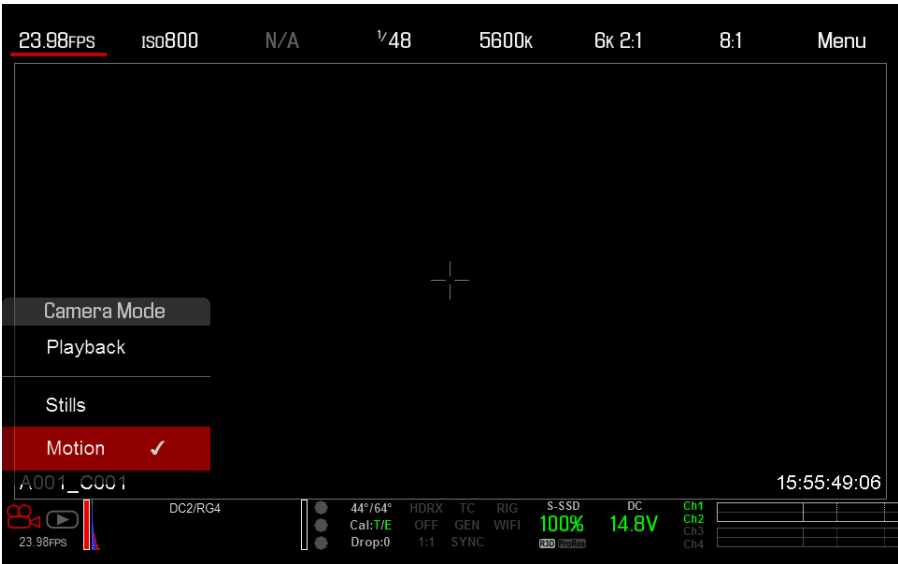 23.98FPS ISO800 N/A 1/48 5600K 6K 2:1 8:1 Menu
Camera Mode
Playback
Stills
Motion ✓
A001_C001 15:55:49:06
DC2/RG4 44°/64° HDRX TC RIG S-SSD DC Ch1
Cal:T/E OFF GEN WIFI 100% 14.8V Ch2
Ch3
23.98FPS Drop:0 1:1 SYNC R3D ProRes Ch4